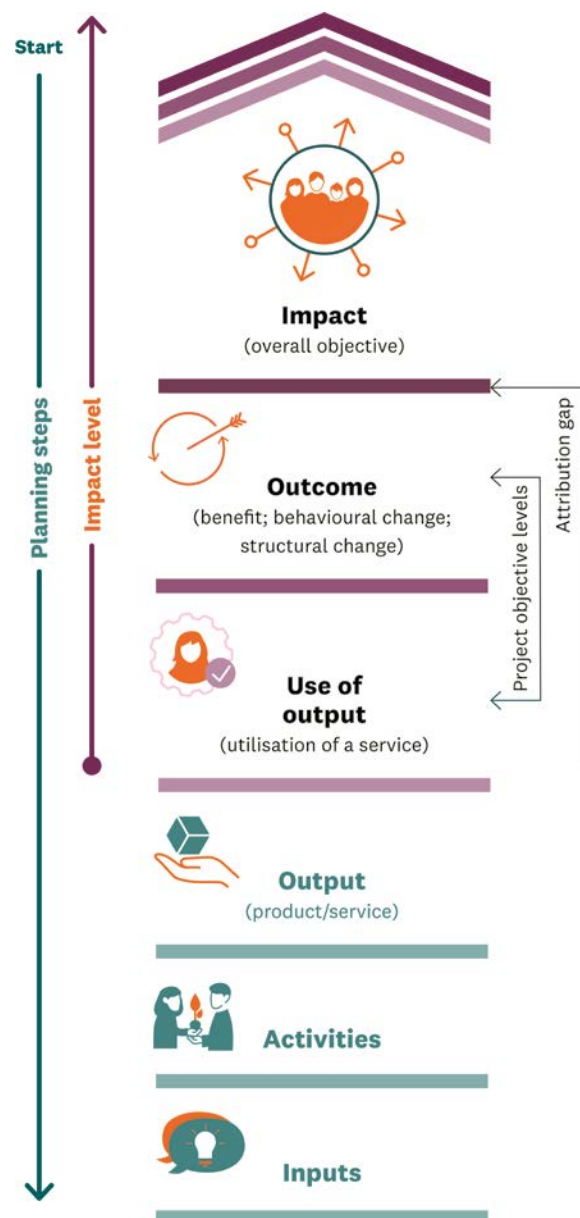 Start
Planning steps
Impact level
Impact
(overall objective)
Outcome
(benefit; behavioural change;
structural change)
Use of
output
(utilisation of a service)
Project objective levels
Attribution gap
Output
(product/service)
Activities
Inputs